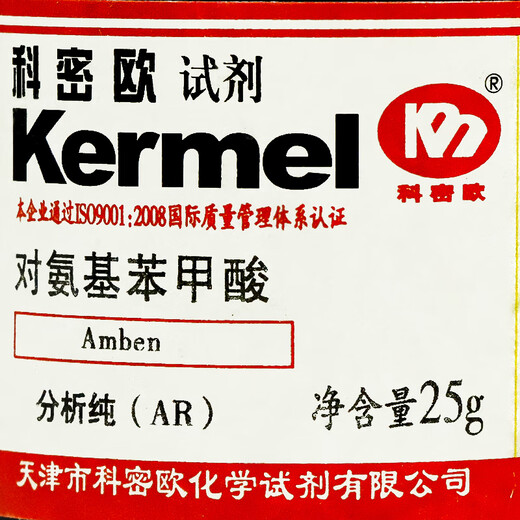 科密欧 试剂
Kermel
®
科密欧
本企业通过ISO9001:2008国际质量管理体系认证
对氨基苯甲酸
Amben
分析纯(AR) 净含量25g
天津市科密欧化学试剂有限公司